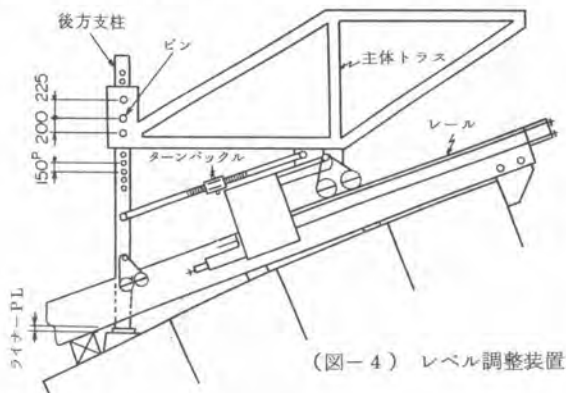 後方支柱
ピン
主体トラス
225
200
150P
レール
ターンバックル
ライナーPL
（図－４） レベル調整装置